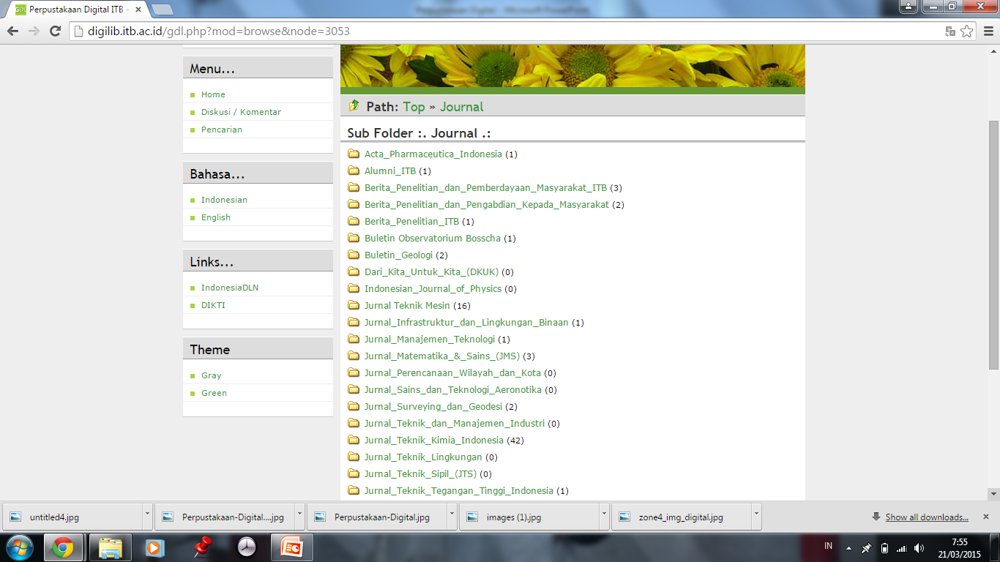 Perpustakaan Digital ITB -
Perpustakaan Digital - Microsoft PowerPoint
digilib.itb.ac.id/gdl.php?mod=browse&node=3053
Menu...
Home
Diskusi / Komentar
Pencarian
Bahasa...
Indonesian
English
Links...
IndonesiaDLN
DIKTI
Theme
Gray
Green
Path: Top » Journal
Sub Folder :. Journal .:
Acta_Pharmaceutica_Indonesia (1)
Alumni_ITB (1)
Berita_Penelitian_dan_Pemberdayaan_Masyarakat_ITB (3)
Berita_Penelitian_dan_Pengabdian_Kepada_Masyarakat (2)
Berita_Penelitian_ITB (1)
Buletin Observatorium Bosscha (1)
Buletin_Geologi (2)
Dari_Kita_Untuk_Kita_(DKUK) (0)
Indonesian_Journal_of_Physics (0)
Jurnal Teknik Mesin (16)
Jurnal_Infrastruktur_dan_Lingkungan_Binaan (1)
Jurnal_Manajemen_Teknologi (1)
Jurnal_Matematika_&_Sains_(JMS) (3)
Jurnal_Perencanaan_Wilayah_dan_Kota (0)
Jurnal_Sains_dan_Teknologi_Aeronotika (0)
Jurnal_Surveying_dan_Geodesi (2)
Jurnal_Teknik_dan_Manajemen_Industri (0)
Jurnal_Teknik_Kimia_Indonesia (42)
Jurnal_Teknik_Lingkungan (0)
Jurnal_Teknik_Sipil_(JTS) (0)
Jurnal_Teknik_Tegangan_Tinggi_Indonesia (1)
untitled4.jpg
Perpustakaan-Digital....jpg
Perpustakaan-Digital.jpg
images (1).jpg
zone4_img_digital.jpg
Show all downloads...
IN
7:55
21/03/2015